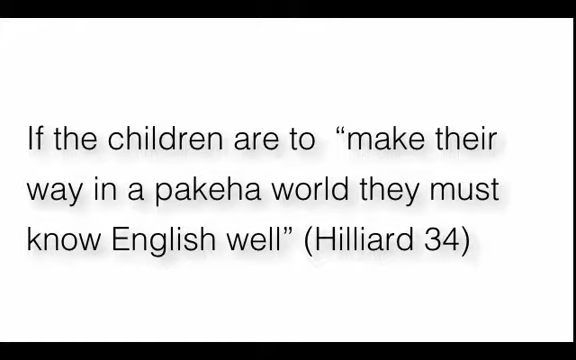 If the children are to “make their
way in a pakeha world they must
know English well” (Hilliard 34)